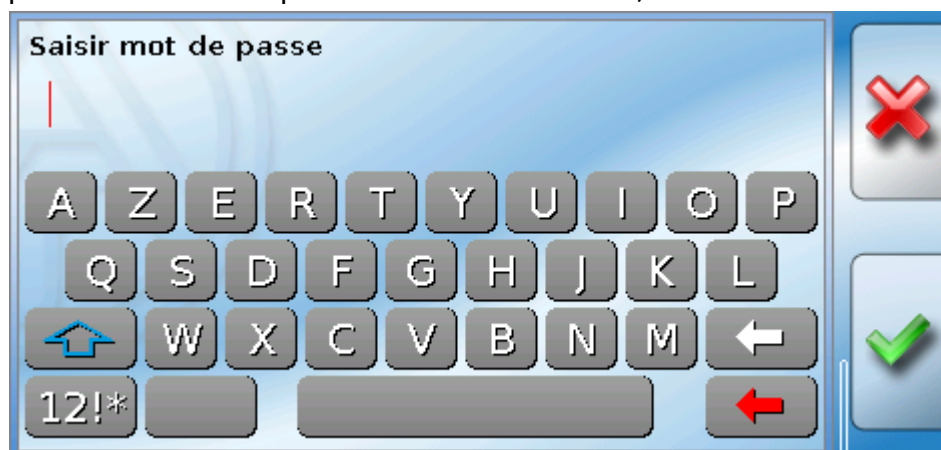 Saisir mot de passe
A Z E R T Y U I O P
Q S D F G H J K L
W X C V B N M
12!*